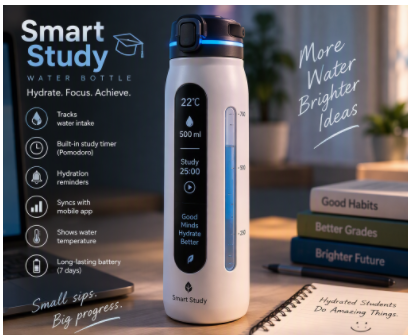 Smart
Study
WATER BOTTLE
Hydrate. Focus. Achieve.
Tracks
water intake
Built-in study timer
(Pomodoro)
Hydration
reminders
Syncs with
mobile app
Shows water
temperature
Long-lasting battery
(7 days)
Small sips.
Big progress.
22°C
500 ml
Study
25:00
Good
Minds
Hydrate
Better
Smart Study
More
Water
Brighter
Ideas
Good Habits
Better Grades
Brighter Future
Hydrated Students
Do Amazing Things.